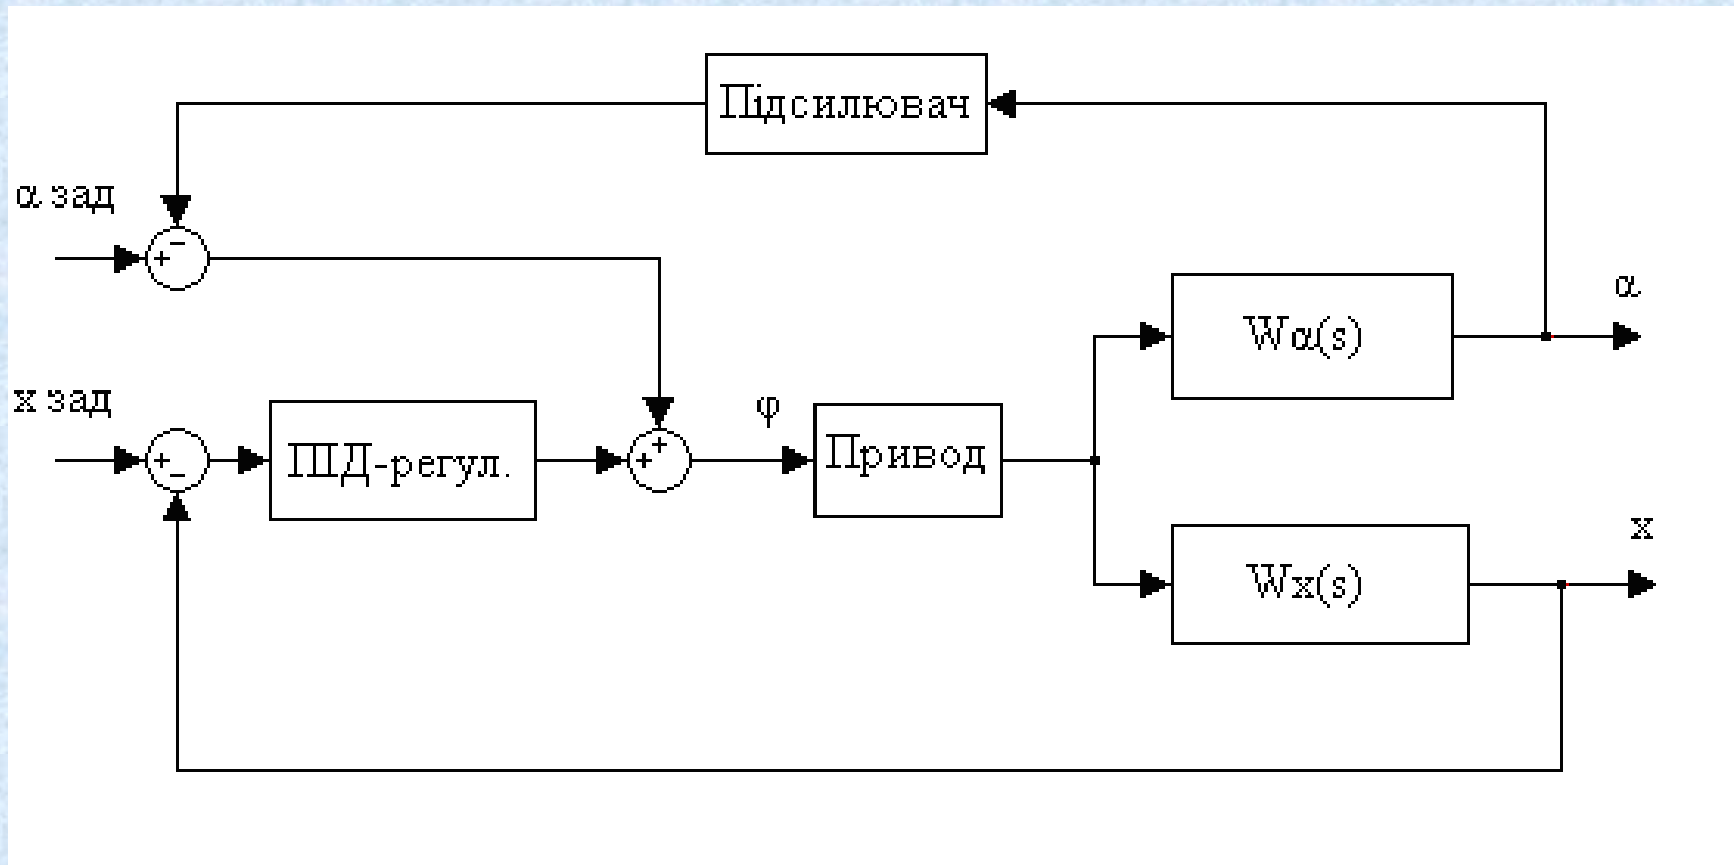 Підсилювач
α зад
α
Wα(s)
х зад
φ
ПІД-регул.
Привод
х
Wx(s)